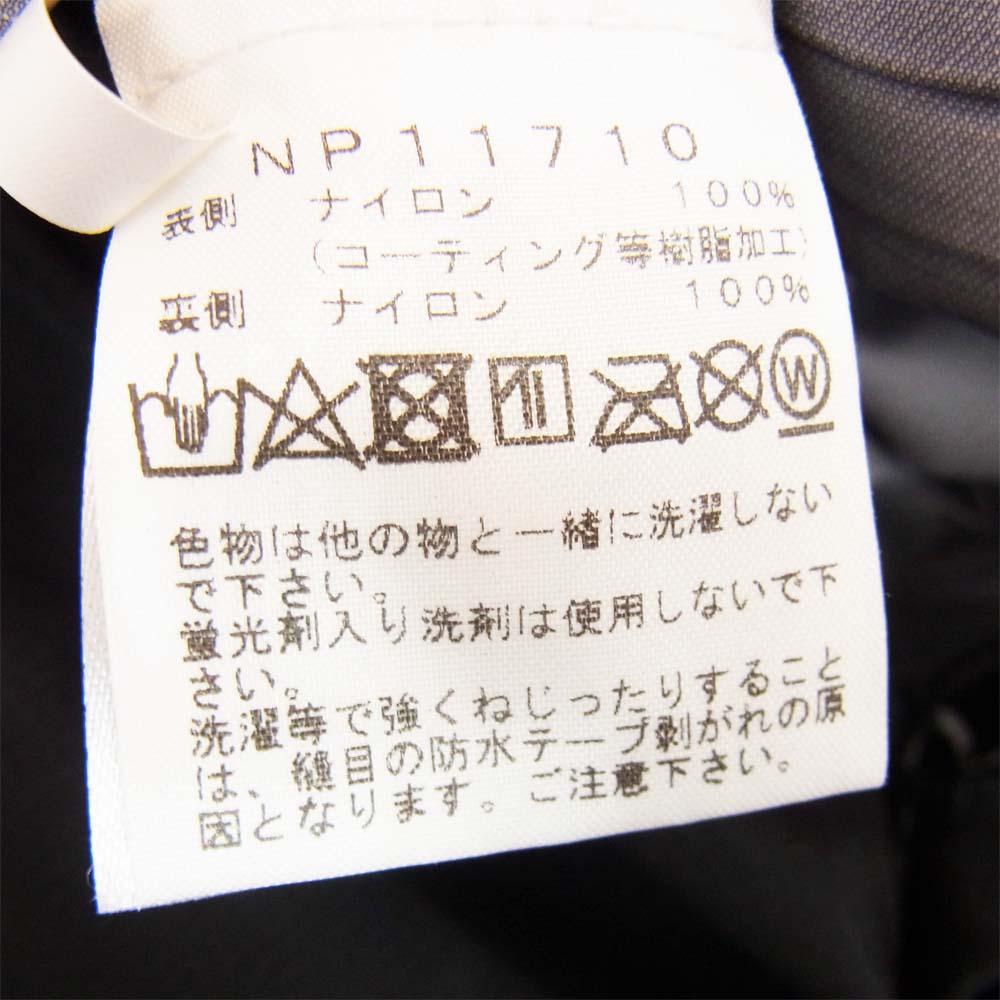 NP11710
表側 ナイロン 100%
(コーティング等樹脂加工)
裏側 ナイロン 100%
W
色物は他の物と一緒に洗濯しない
で下さい。
蛍光剤入り洗剤は使用しないで下
さい。
洗濯等で強くねじったりすること
は、縫目の防水テープ剥がれの原
因となります。ご注意下さい。